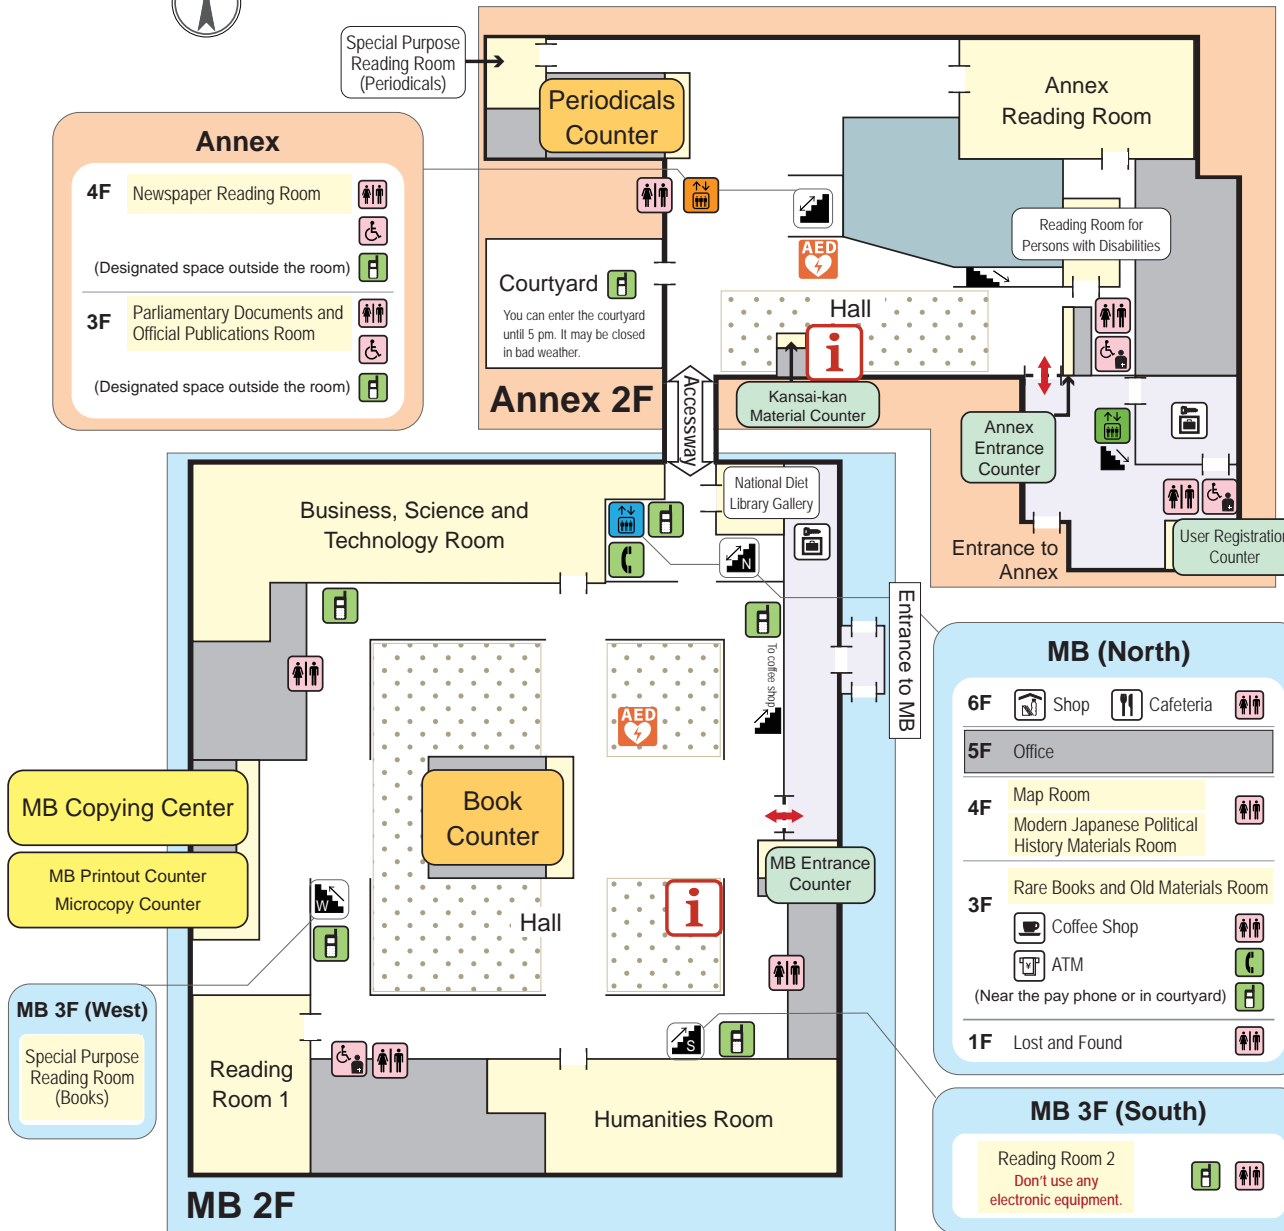 Special Purpose
Reading Room
(Periodicals)
Periodicals
Counter
Annex
Reading Room
Annex
4F Newspaper Reading Room
(Designated space outside the room)
3F Parliamentary Documents and
Official Publications Room
(Designated space outside the room)
Reading Room for
Persons with Disabilities
AED
Courtyard
You can enter the courtyard
until 5 pm. It may be closed
in bad weather.
Hall
i
Annex 2F
Accessway
Kansai-kan
Material Counter
Annex
Entrance
Counter
National Diet
Library Gallery
Business, Science and
Technology Room
N
Entrance to
Annex
User Registration
Counter
Entrance to MB
To coffee shop
AED
MB (North)
6F Shop Cafeteria
5F Office
4F Map Room
Modern Japanese Political
History Materials Room
3F Rare Books and Old Materials Room
Coffee Shop
¥ ATM
(Near the pay phone or in courtyard)
1F Lost and Found
MB Copying Center
MB Printout Counter
Microcopy Counter
Book
Counter
MB Entrance
Counter
W
Hall
i
MB 3F (West)
Special Purpose
Reading Room
(Books)
S
Reading
Room 1
Humanities Room
MB 3F (South)
Reading Room 2
Don't use any
electronic equipment.
MB 2F